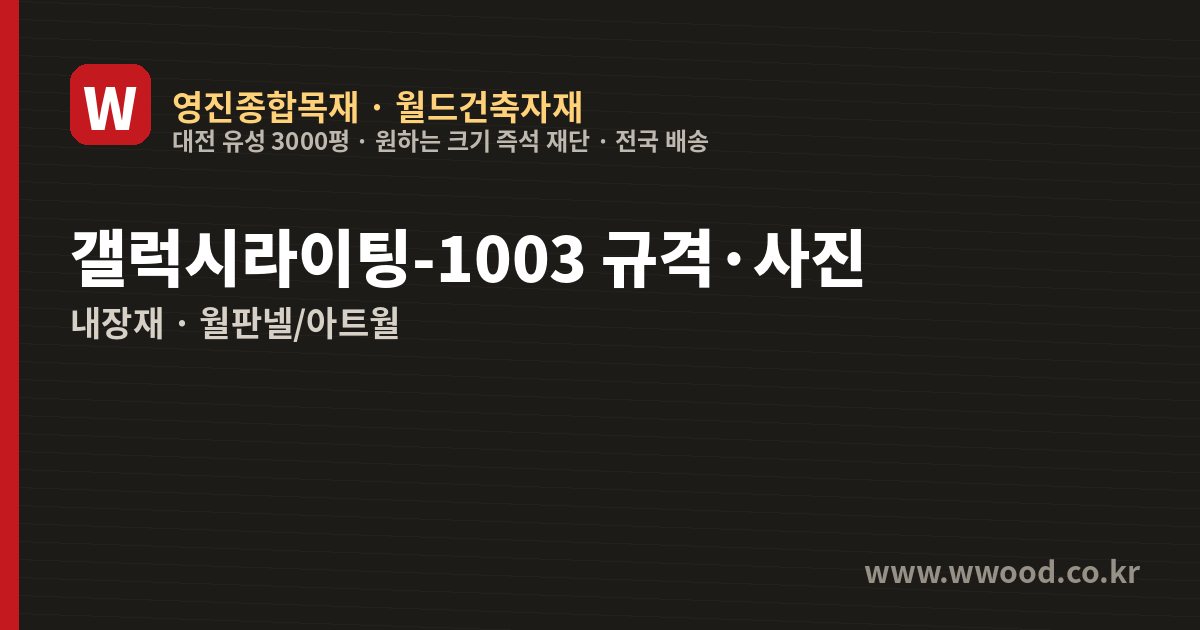 W
영진종합목재 · 월드건축자재
대전 유성 3000평 · 원하는 크기 즉석 재단 · 전국 배송
갤럭시라이팅-1003 규격·사진
내장재 · 월판넬/아트월
www.wwood.co.kr